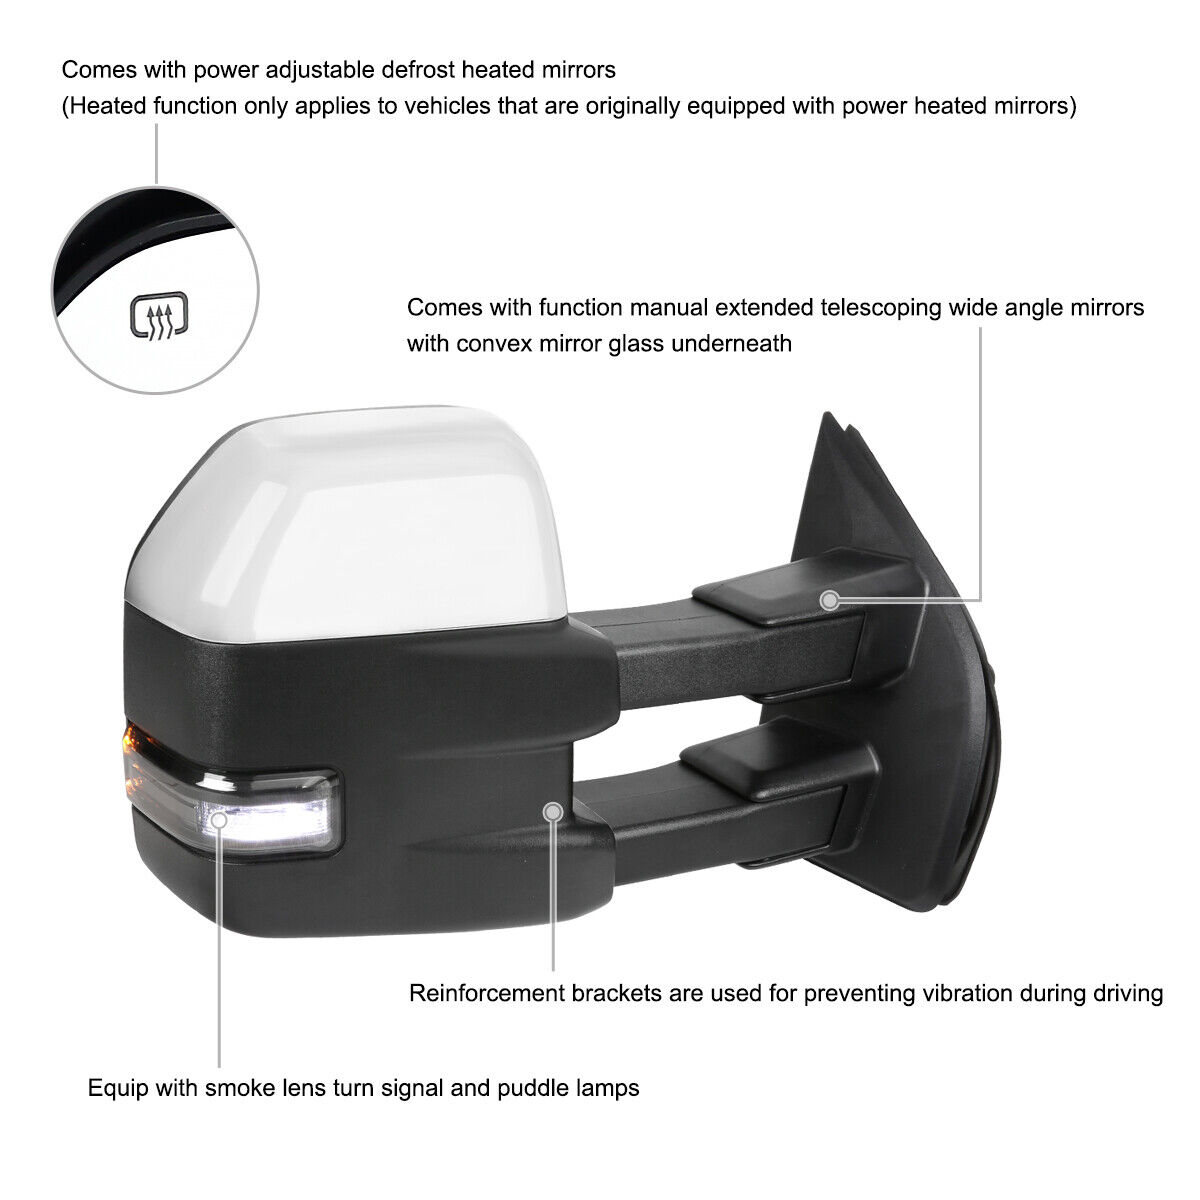 Comes with power adjustable defrost heated mirrors
(Heated function only applies to vehicles that are originally equipped with power heated mirrors)
Comes with function manual extended telescoping wide angle mirrors
with convex mirror glass underneath
Reinforcement brackets are used for preventing vibration during driving
Equip with smoke lens turn signal and puddle lamps